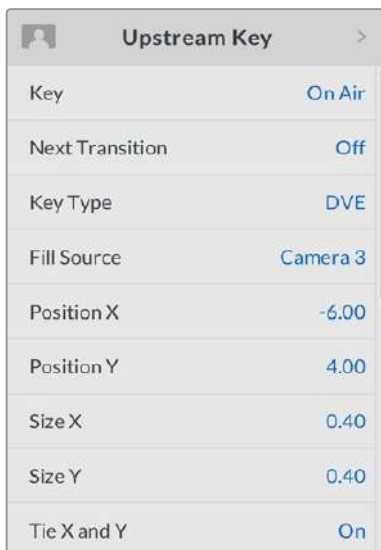 Upstream Key >
Key On Air
Next Transition Off
Key Type DVE
Fill Source Camera 3
Position X -6.00
Position Y 4.00
Size X 0.40
Size Y 0.40
Tie X and Y On